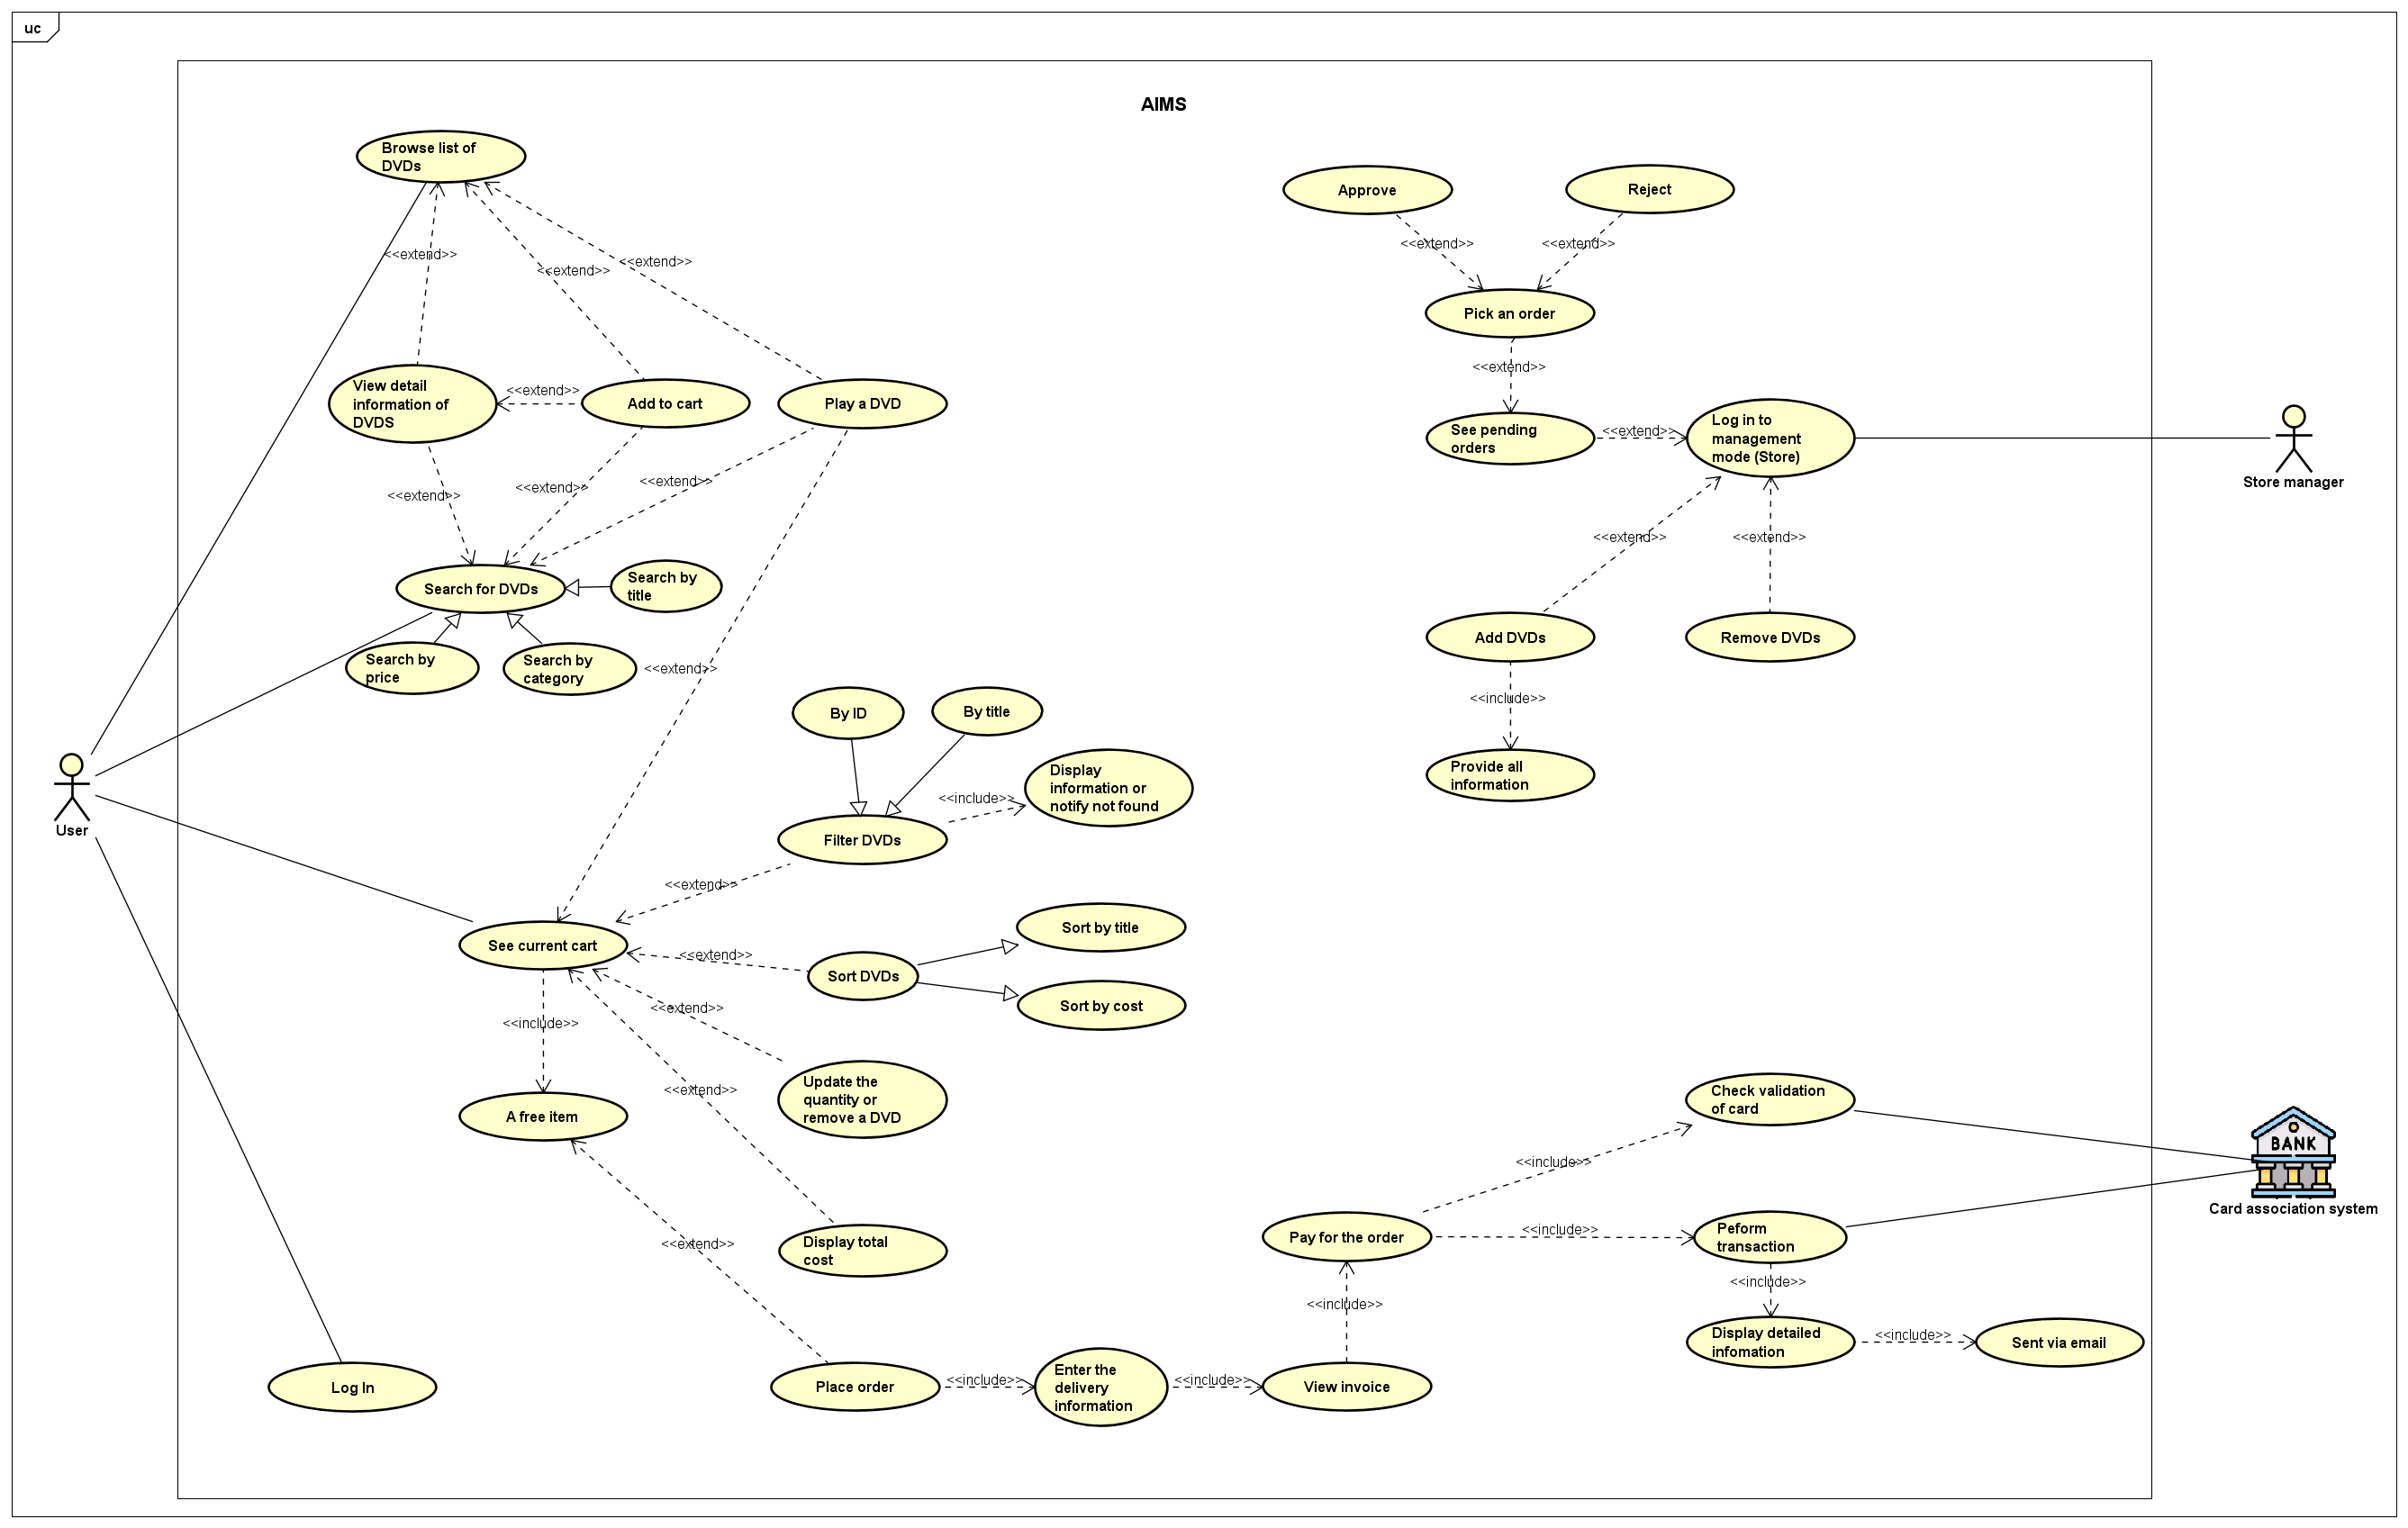 uc
AIMS
Browse list of
DVDs
Approve
Reject
<<extend>>
<<extend>>
<<extend>>
<<extend>>
<<extend>>
Pick an order
<<extend>>
View detail
information of
DVDS
<<extend>>
Add to cart
Play a DVD
See pending
orders
<<extend>>
Log in to
management
mode (Store)
Store manager
<<extend>>
<<extend>>
<<extend>>
<<extend>>
<<extend>>
Search for DVDs
Search by
title
Add DVDs
Remove DVDs
Search by
price
Search by
category
<<extend>>
<<include>>
By ID
By title
Provide all
information
Display
information or
notify not found
<<include>>
User
Filter DVDs
<<extend>>
See current cart
Sort by title
<<extend>>
Sort DVDs
<<extend>>
Sort by cost
<<include>>
Update the
quantity or
remove a DVD
<<extend>>
Check validation
of card
A free item
BANK
Card association system
<<include>>
<<extend>>
Display total
cost
Pay for the order
<<include>>
Peform
transaction
<<include>>
<<include>>
Display detailed
infomation
<<include>>
Sent via email
Log In
Place order
<<include>>
Enter the
delivery
information
<<include>>
View invoice